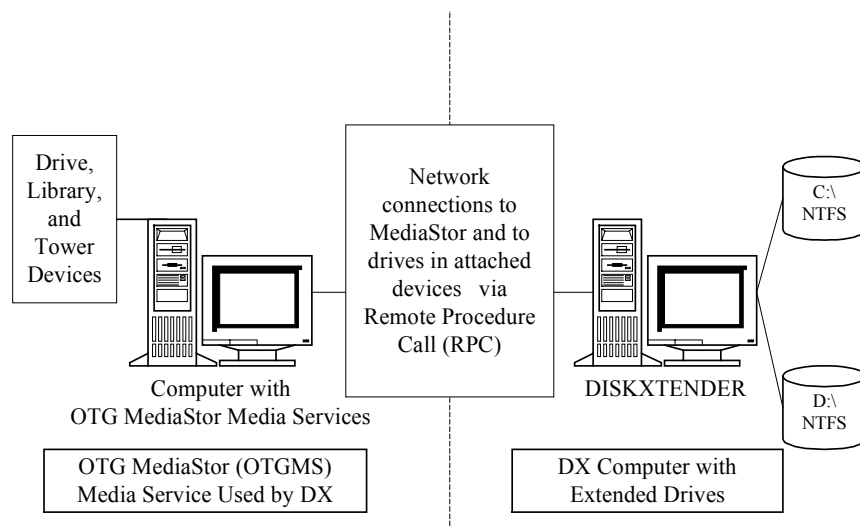 Drive,
Library,
and
Tower
Devices
Network
connections to
MediaStor and to
drives in attached
devices via
Remote Procedure
Call (RPC)
C:\
NTFS
D:\
NTFS
Computer with
OTG MediaStor Media Services
DISKXTENDER
OTG MediaStor (OTGMS)
Media Service Used by DX
DX Computer with
Extended Drives